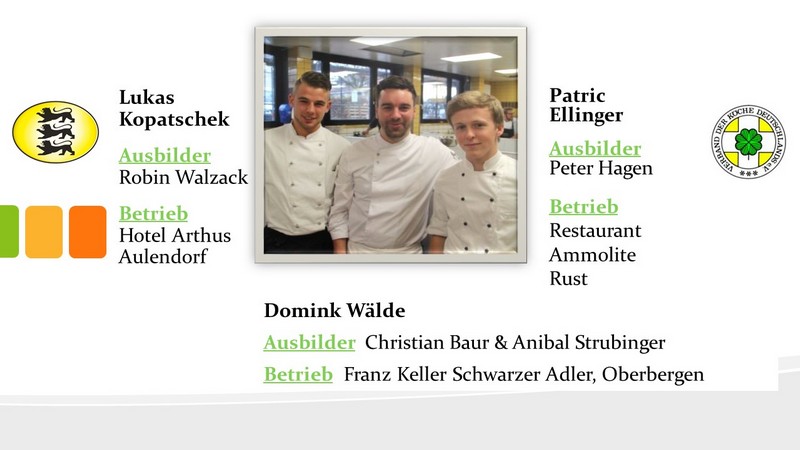 Lukas
Kopatschek
Ausbilder
Robin Walzack
Betrieb
Hotel Arthus
Aulendorf
Patric
Ellinger
Ausbilder
Peter Hagen
Betrieb
Restaurant
Ammolite
Rust
VERBAND DER KÖCHE DEUTSCHLANDS e.V.
Domink Wälde
Ausbilder Christian Baur & Anibal Strubinger
Betrieb Franz Keller Schwarzer Adler, Oberbergen